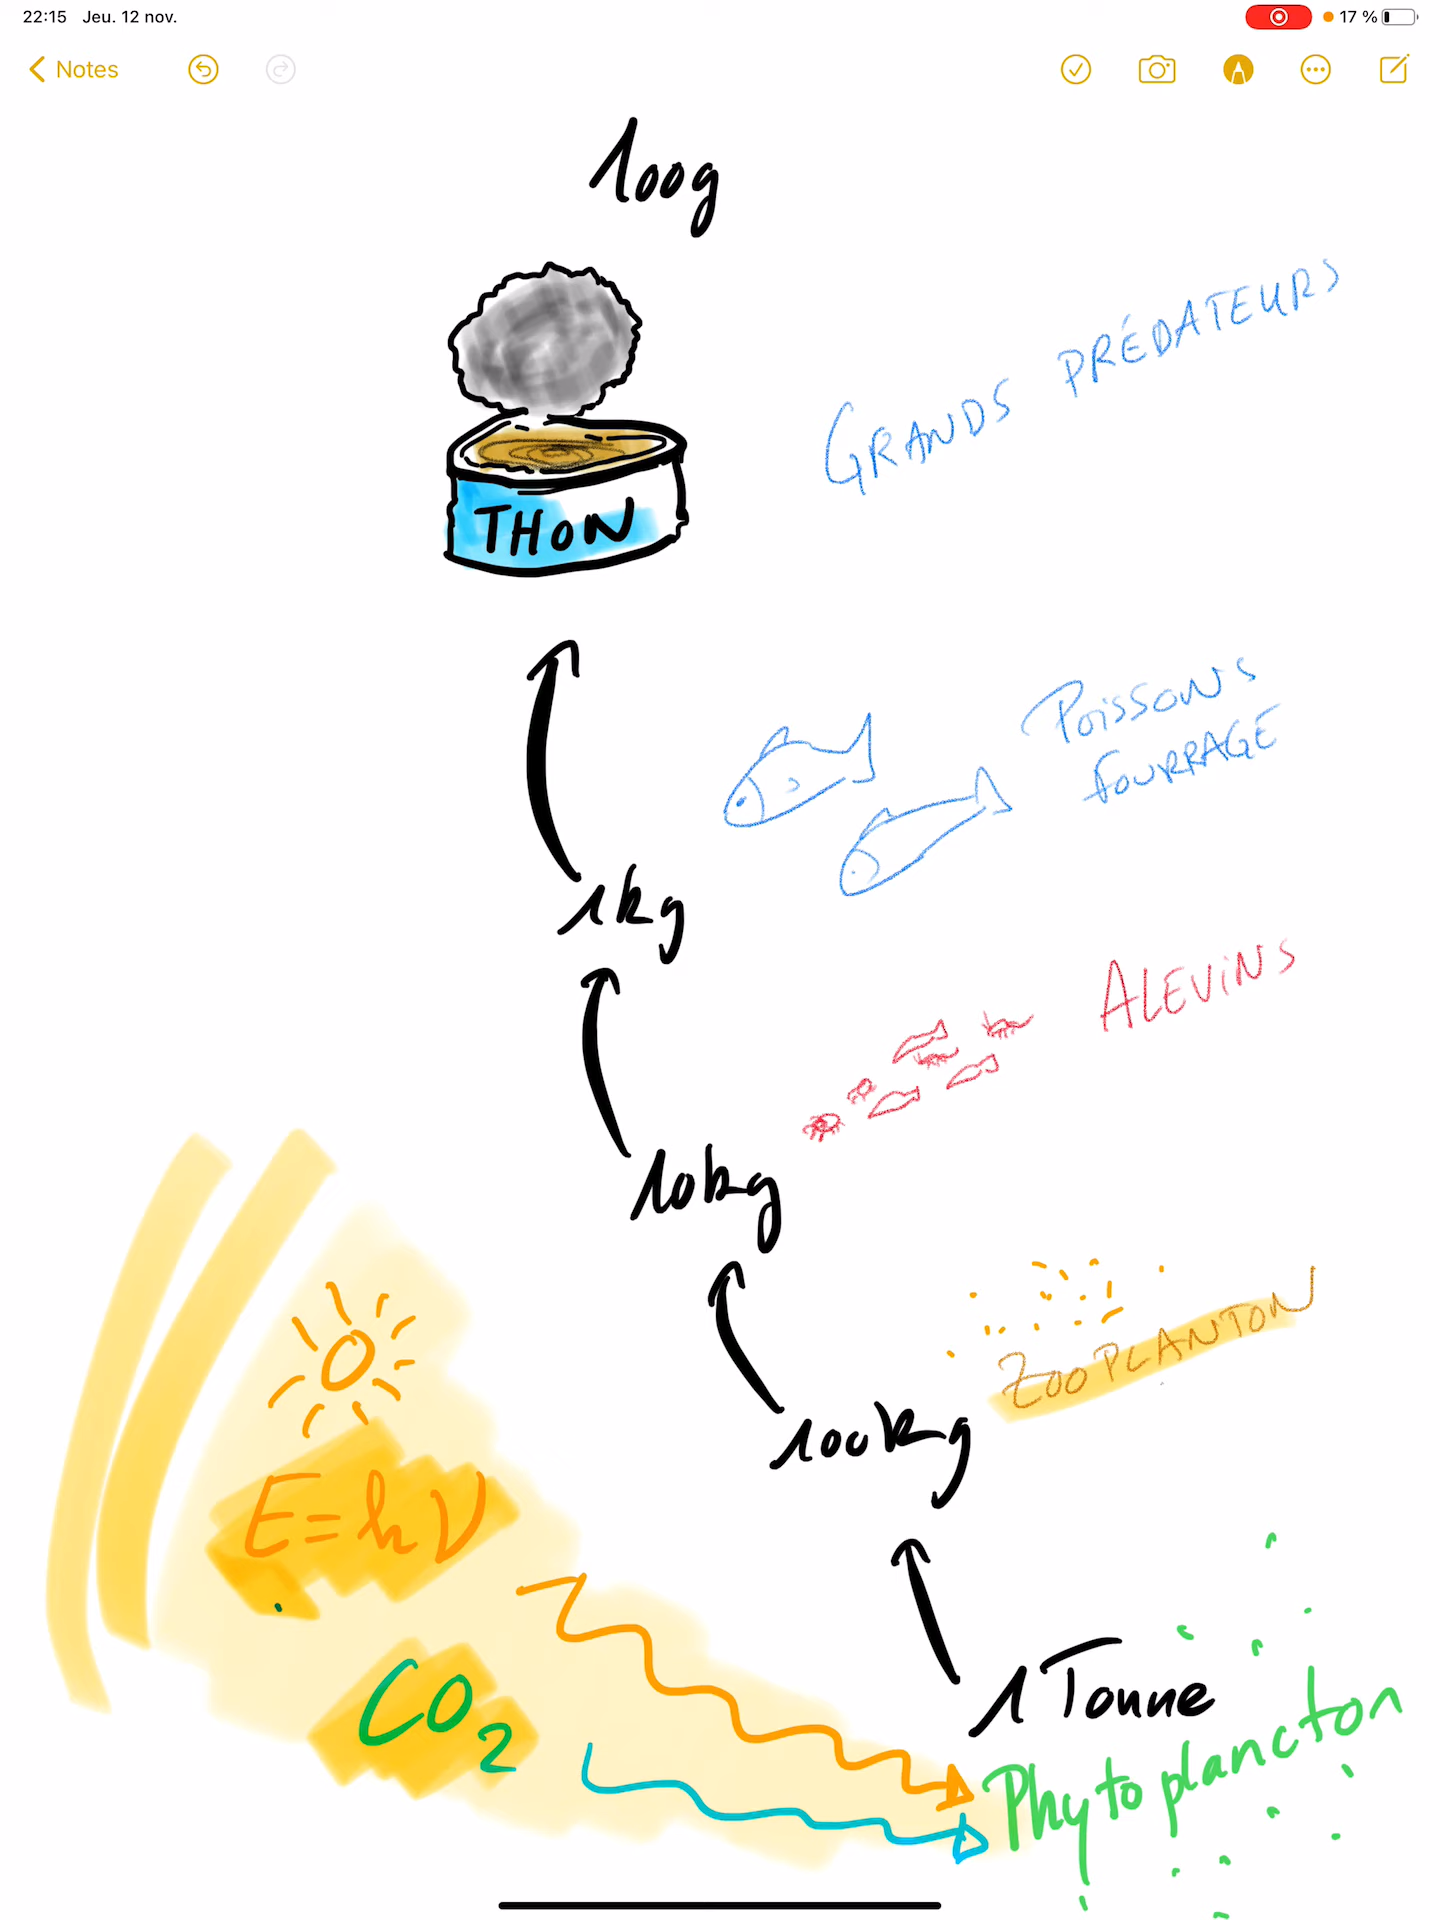 22:15 Jeu. 12 nov.
17 %
Notes
100g
GRANDS PRÉDATEURS
THON
POISSONS
FOURRAGE
1kg
ALEVINS
10kg
ZOOPLANTON
100kg
E=hν
CO₂
1 Tonne
Phytoplancton